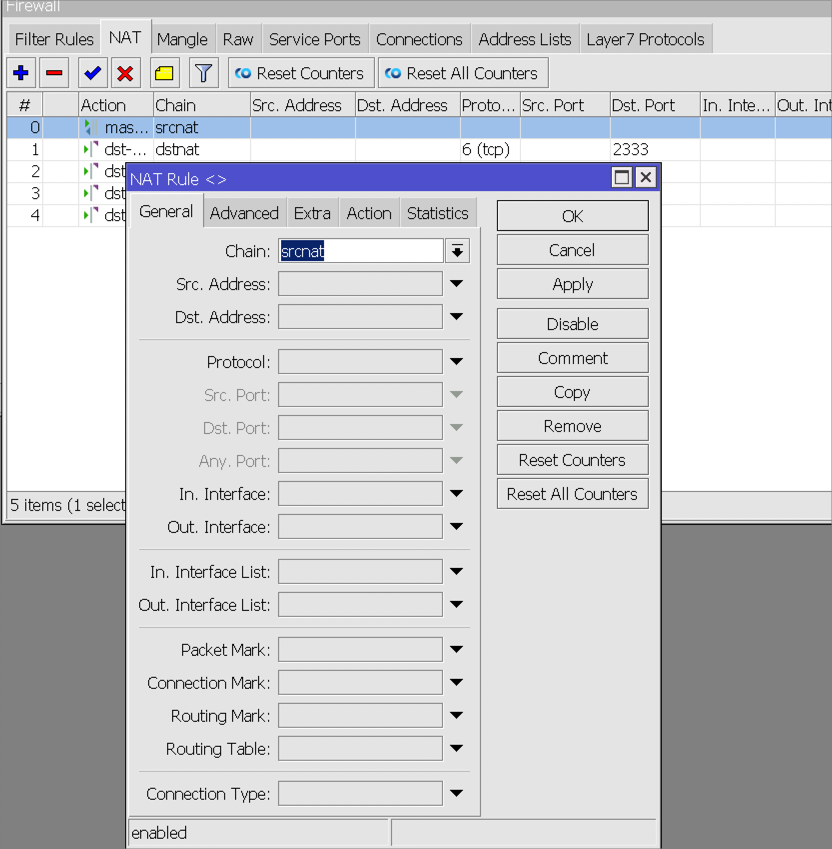 Firewall
Filter Rules NAT Mangle Raw Service Ports Connections Address Lists Layer7 Protocols
Reset Counters Reset All Counters
# Action Chain Src. Address Dst. Address Proto... Src. Port Dst. Port In. Inte... Out. Int
0 mas... srcnat
1 dst-... dstnat 6 (tcp) 2333
2 dst
3 dst
4 dst
NAT Rule <>
General Advanced Extra Action Statistics
OK
Chain: srcnat
Cancel
Src. Address:
Apply
Dst. Address:
Disable
Protocol:
Comment
Src. Port:
Copy
Dst. Port:
Remove
Any. Port:
Reset Counters
In. Interface:
Reset All Counters
Out. Interface:
5 items (1 select
In. Interface List:
Out. Interface List:
Packet Mark:
Connection Mark:
Routing Mark:
Routing Table:
Connection Type:
enabled